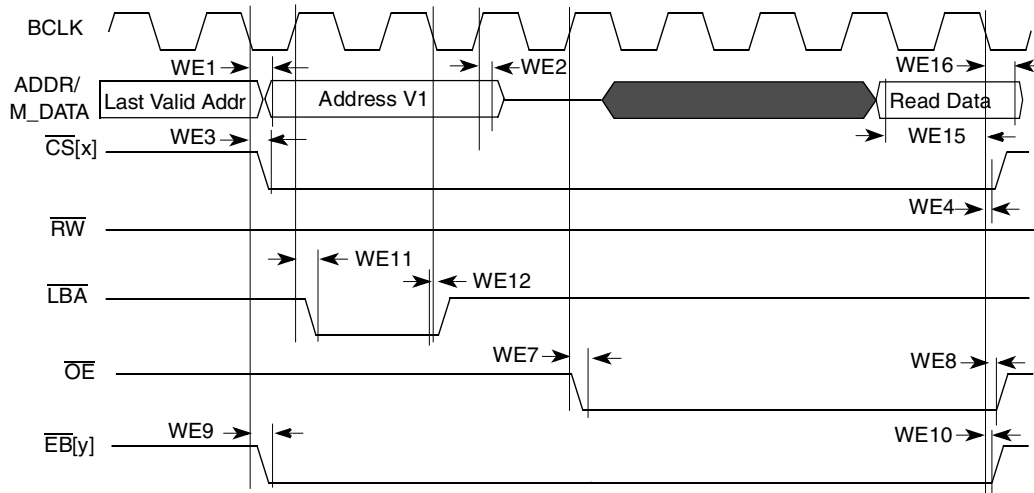 BCLK
WE1
WE2
WE16
ADDR/
M_DATA
Last Valid Addr
Address V1
Read Data
WE3
WE15
CS[x]
WE4
RW
WE11
WE12
LBA
WE7
WE8
OE
WE9
WE10
EB[y]